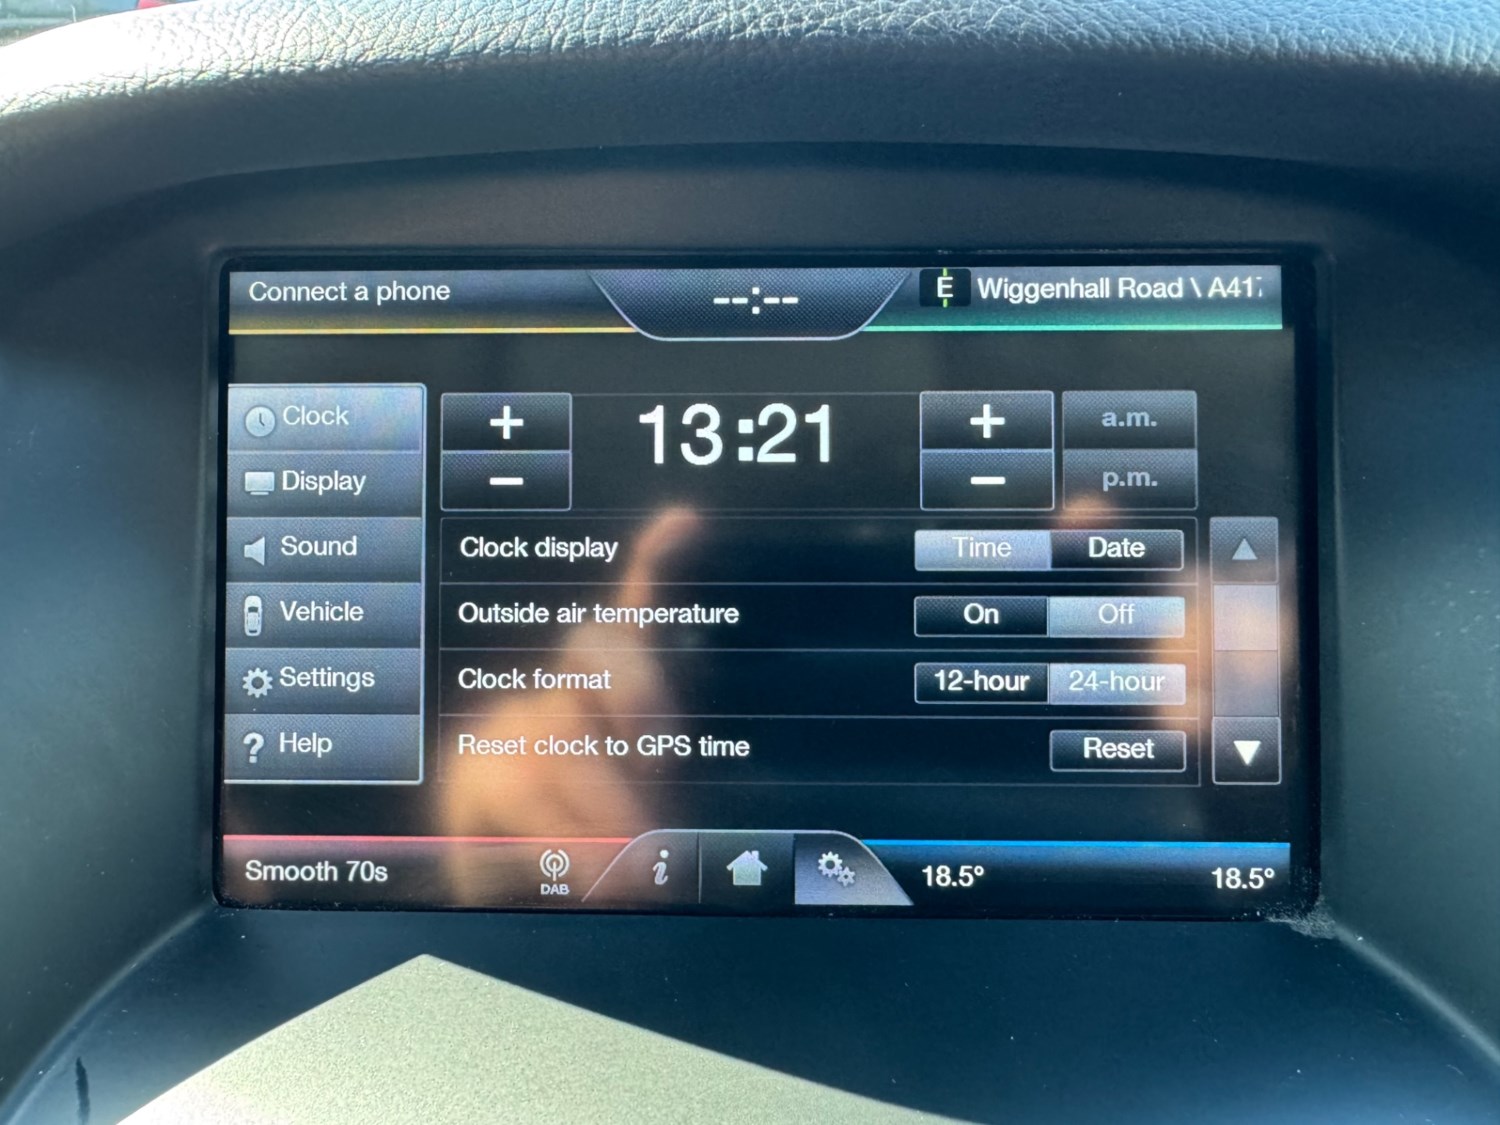 Connect a phone
--:--
E
Wiggenhall Road \ A41
Clock
Display
Sound
Vehicle
Settings
Help
+
13:21
+
a.m.
−
−
p.m.
Clock display
Time
Date
Outside air temperature
On
Off
Clock format
12-hour
24-hour
Reset clock to GPS time
Reset
Smooth 70s
DAB
i
18.5°
18.5°